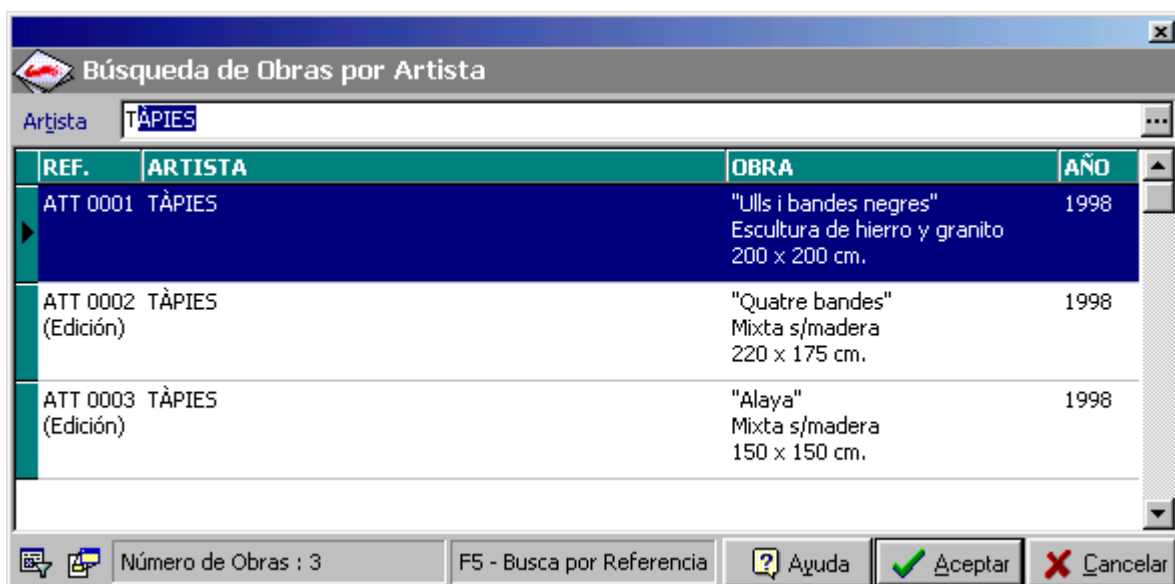 Búsqueda de Obras por Artista
Artista TÀPIES ...
REF. ARTISTA OBRA AÑO
ATT 0001 TÀPIES "Ulls i bandes negres" 1998
Escultura de hierro y granito
200 x 200 cm.
ATT 0002 TÀPIES "Quatre bandes" 1998
(Edición) Mixta s/madera
220 x 175 cm.
ATT 0003 TÀPIES "Alaya" 1998
(Edición) Mixta s/madera
150 x 150 cm.
Número de Obras : 3 F5 - Busca por Referencia Ayuda Aceptar Cancelar